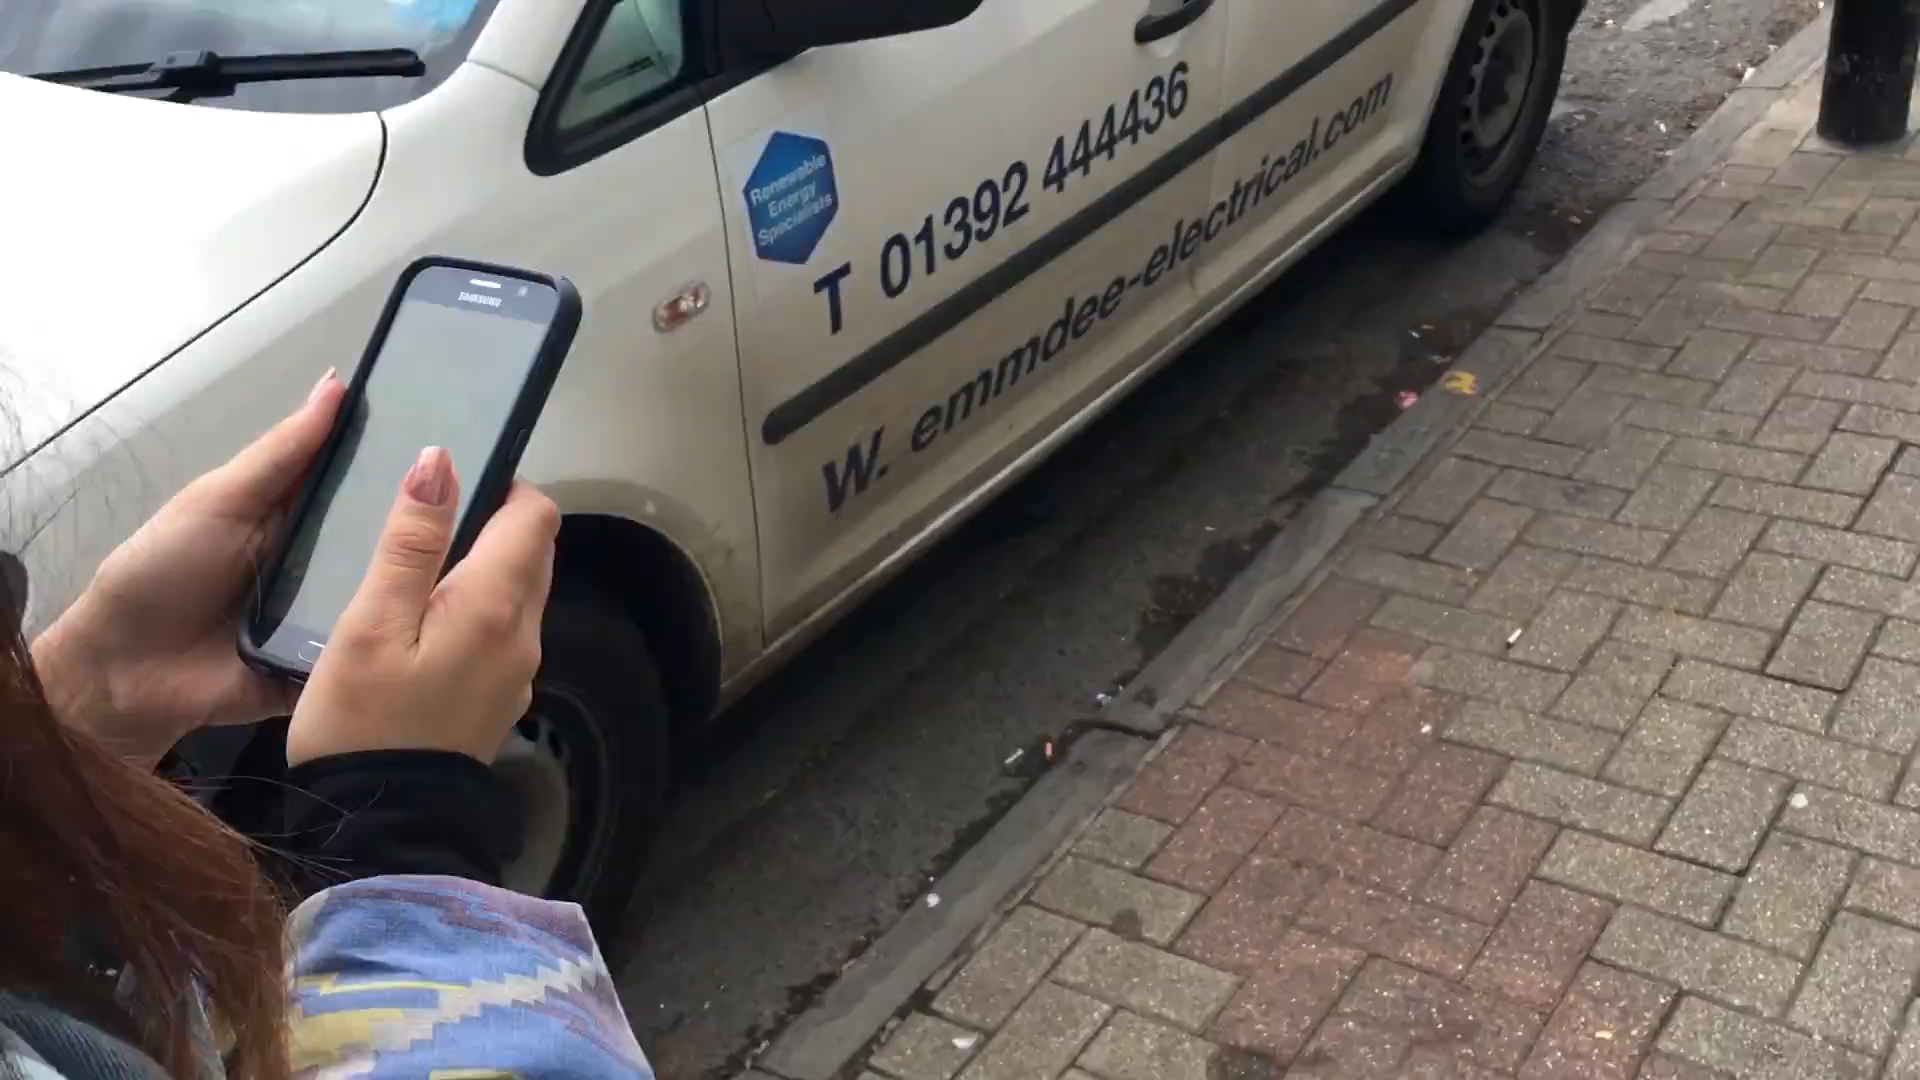 SAMSUNG
Renewable
Energy
Specialists
T 01392 444436
W. emmdee-electrical.com